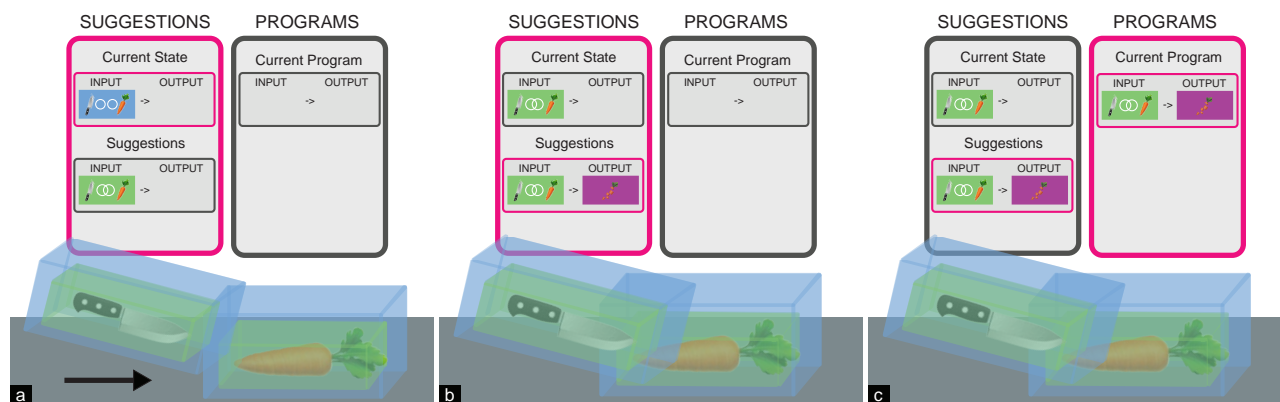 SUGGESTIONS PROGRAMS
Current State
INPUT OUTPUT
->
Suggestions
INPUT OUTPUT
->
Current Program
INPUT OUTPUT
->
a
SUGGESTIONS PROGRAMS
Current State
INPUT OUTPUT
->
Suggestions
INPUT OUTPUT
->
Current Program
INPUT OUTPUT
->
b
SUGGESTIONS PROGRAMS
Current State
INPUT OUTPUT
->
Suggestions
INPUT OUTPUT
->
Current Program
INPUT OUTPUT
->
c